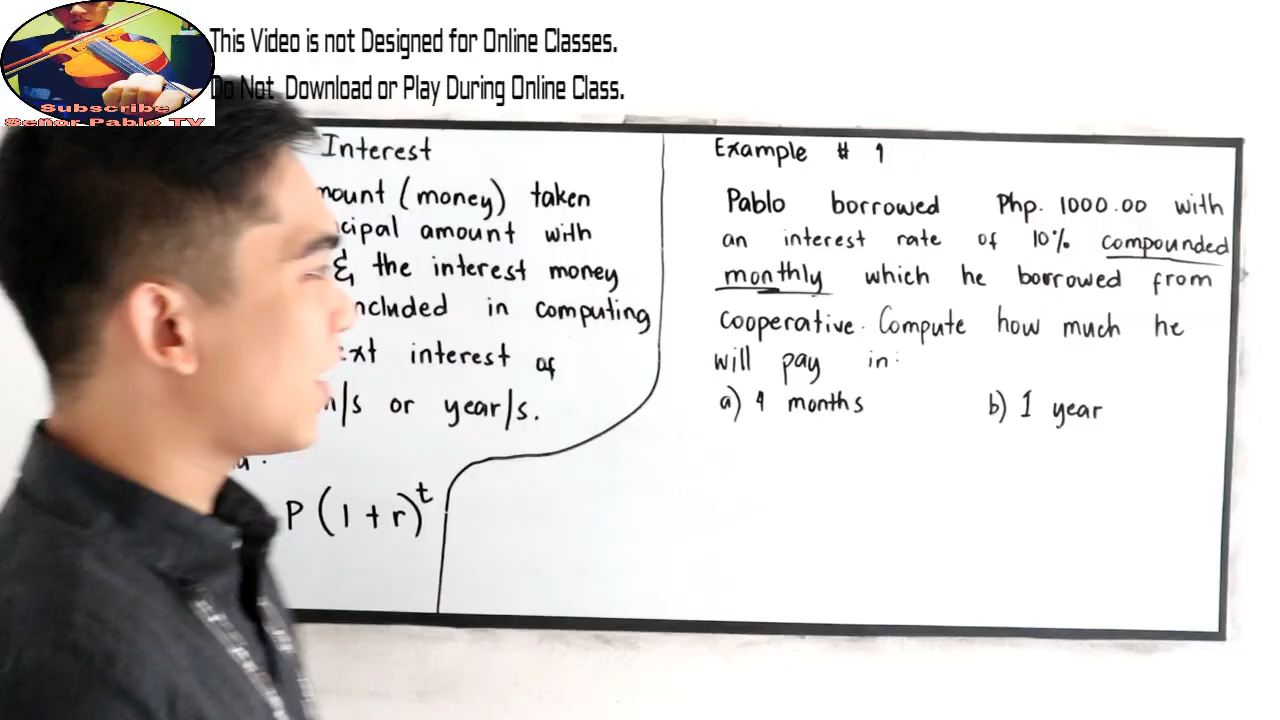 This Video is not Designed for Online Classes.
Do Not Download or Play During Online Class.
Subscribe
Señor Pablo TV
Interest
mount (money) taken
cipal amount with
& the interest money
ncluded in computing
ext interest of
h/s or year/s.
P (1 + r)^t
Example # 1
Pablo borrowed Php. 1000.00 with
an interest rate of 10% compounded
monthly which he borrowed from
cooperative. Compute how much he
will pay in:
a) 4 months b) 1 year